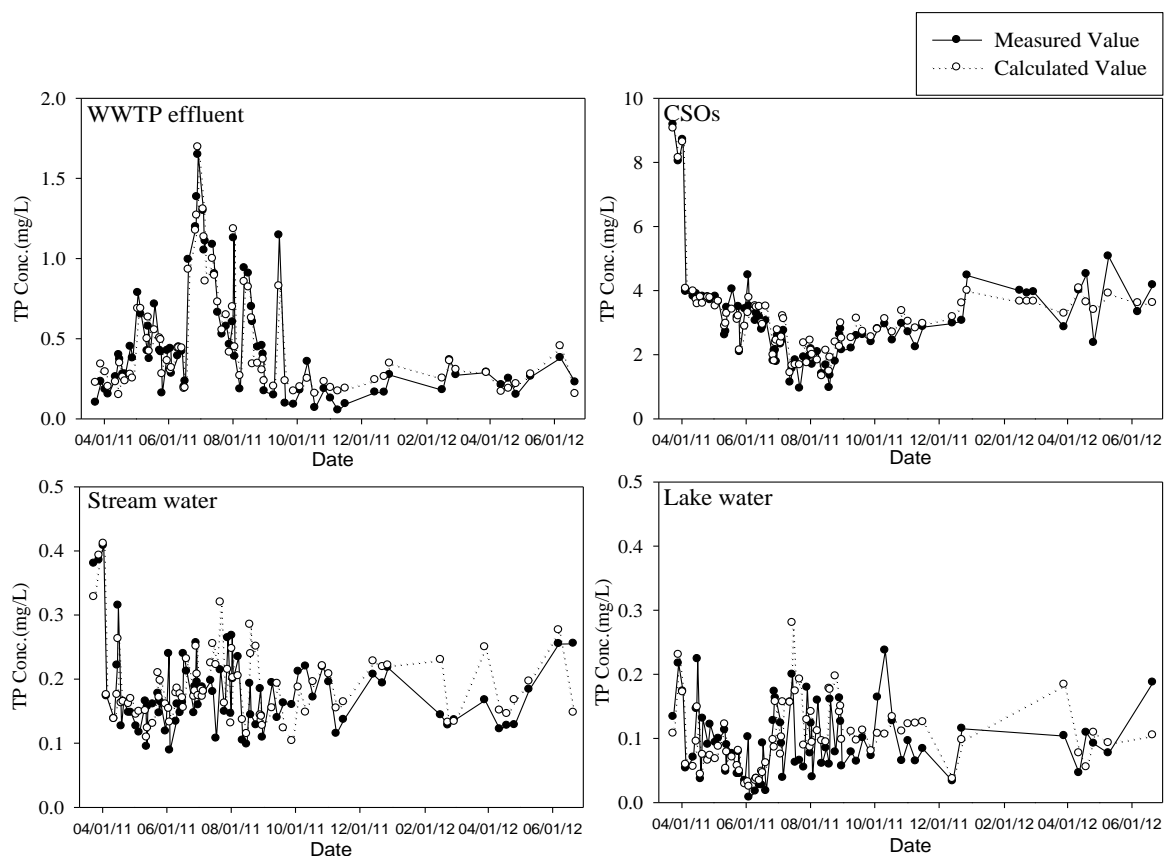 Measured Value
Calculated Value
WWTP effluent
TP Conc.(mg/L)
2.0
1.5
1.0
0.5
0.0
04/01/11 06/01/11 08/01/11 10/01/11 12/01/11 02/01/12 04/01/12 06/01/12
Date
CSOs
TP Conc.(mg/L)
10
8
6
4
2
0
04/01/11 06/01/11 08/01/11 10/01/11 12/01/11 02/01/12 04/01/12 06/01/12
Date
Stream water
TP Conc.(mg/L)
0.5
0.4
0.3
0.2
0.1
0.0
04/01/11 06/01/11 08/01/11 10/01/11 12/01/11 02/01/12 04/01/12 06/01/12
Date
Lake water
TP Conc.(mg/L)
0.5
0.4
0.3
0.2
0.1
0.0
04/01/11 06/01/11 08/01/11 10/01/11 12/01/11 02/01/12 04/01/12 06/01/12
Date